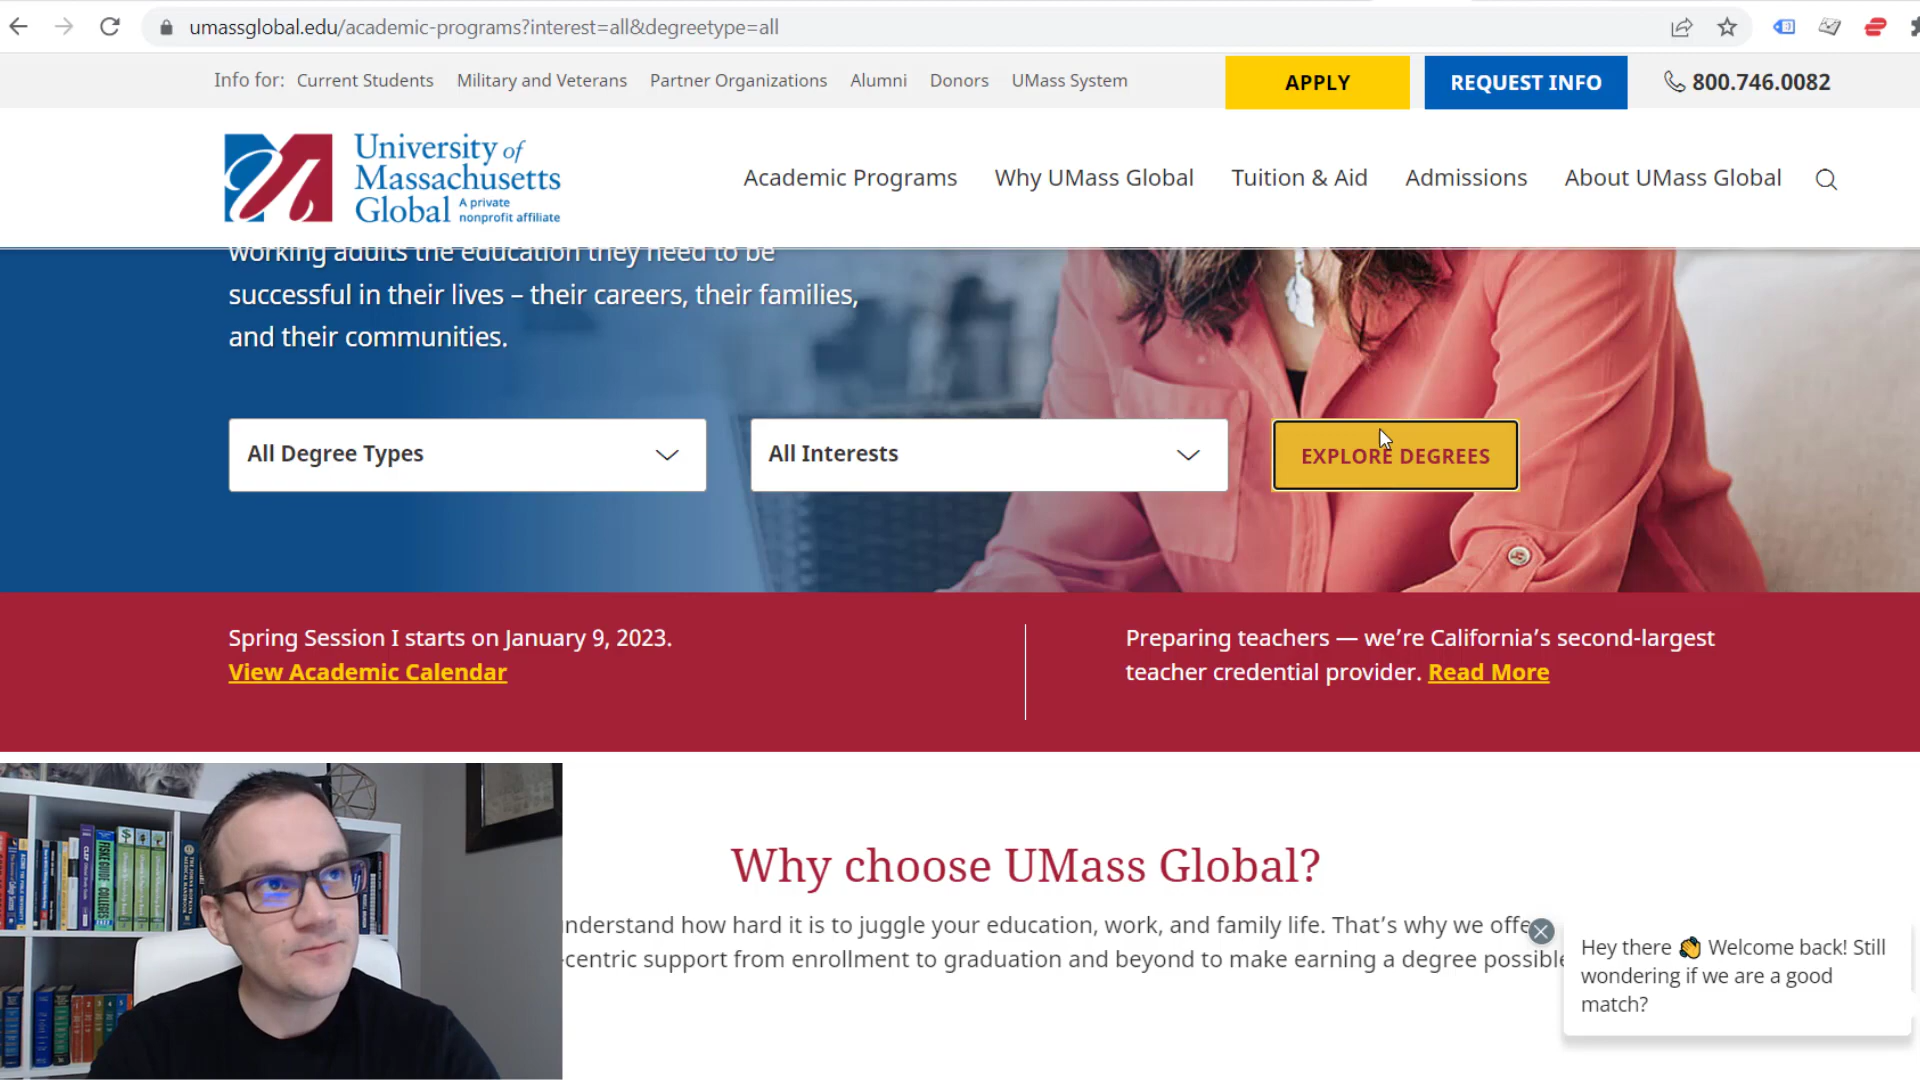 umassglobal.edu/academic-programs?interest=all&degreetype=all
Info for: Current Students Military and Veterans Partner Organizations Alumni Donors UMass System APPLY REQUEST INFO 800.746.0082
University of
Massachusetts
Global A private
nonprofit affiliate
Academic Programs Why UMass Global Tuition & Aid Admissions About UMass Global
working adults the education they need to be
successful in their lives – their careers, their families,
and their communities.
All Degree Types All Interests EXPLORE DEGREES
Spring Session I starts on January 9, 2023.
View Academic Calendar
Preparing teachers — we’re California’s second-largest
teacher credential provider. Read More
FISKE GUIDE COLLEGES
Why choose UMass Global?
nderstand how hard it is to juggle your education, work, and family life. That’s why we offe
-centric support from enrollment to graduation and beyond to make earning a degree possible
Hey there 👋 Welcome back! Still
wondering if we are a good
match?